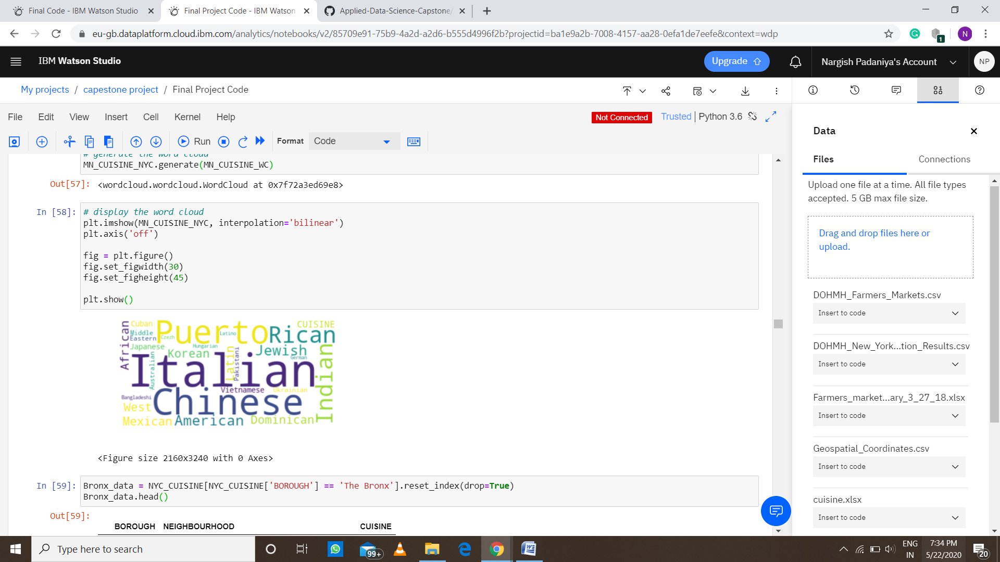 Final Code - IBM Watson Studio
Final Project Code - IBM Watson
Applied-Data-Science-Capstone/
eu-gb.dataplatform.cloud.ibm.com/analytics/notebooks/v2/85709e91-75b9-4a2d-a2d6-b555d4996f2b?projectid=ba1e9a2b-7008-4157-aa28-0efa1de7eefe&context=wdp
1
N
IBM Watson Studio
Upgrade
Nargish Padaniya's Account
NP
My projects / capestone project / Final Project Code
File Edit View Insert Cell Kernel Help
Not Connected
Trusted | Python 3.6
Run
Format
Code
# generate the word cloud
MN_CUISINE_NYC.generate(MN_CUISINE_WC)
Out[57]: <wordcloud.wordcloud.WordCloud at 0x7f72a3ed69e8>
In [58]: # display the word cloud
plt.imshow(MN_CUISINE_NYC, interpolation='bilinear')
plt.axis('off')
fig = plt.figure()
fig.set_figwidth(30)
fig.set_figheight(45)
plt.show()
African
Cuban
Middle
Eastern
Czezh
Puerto
Latino
Rican
CUISINE
Japanese
Hungarian
Korean
Jewish
German
Australian
Italian
Latin
Pakistani
Indian
Vietnamese
Ukrainian
Bangladeshi
Chinese
West
Mexican
American
Dominican
<Figure size 2160x3240 with 0 Axes>
In [59]: Bronx_data = NYC_CUISINE[NYC_CUISINE['BOROUGH'] == 'The Bronx'].reset_index(drop=True)
Bronx_data.head()
Out[59]:
BOROUGH NEIGHBOURHOOD CUISINE
Data
Files
Connections
Upload one file at a time. All file types
accepted. 5 GB max file size.
Drag and drop files here or
upload.
DOHMH_Farmers_Markets.csv
Insert to code
DOHMH_New_York...tion_Results.csv
Insert to code
Farmers_market...ary_3_27_18.xlsx
Insert to code
Geospatial_Coordinates.csv
Insert to code
cuisine.xlsx
Insert to code
Type here to search
99+
ENG
IN
7:34 PM
5/22/2020
20